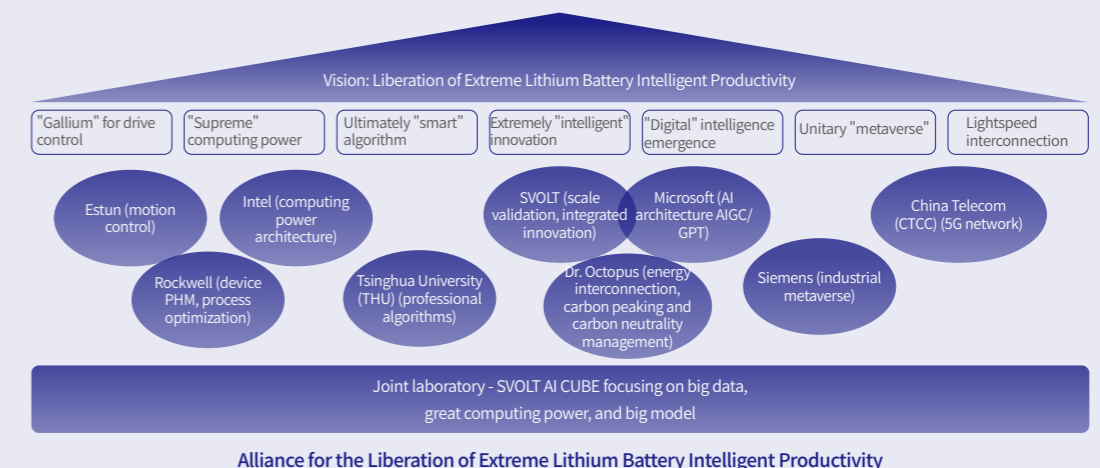 Vision: Liberation of Extreme Lithium Battery Intelligent Productivity
"Gallium" for drive
control
"Supreme"
computing power
Ultimately "smart"
algorithm
Extremely "intelligent"
innovation
"Digital" intelligence
emergence
Unitary "metaverse"
Lightspeed
interconnection
Estun (motion
control)
Intel (computing
power
architecture)
SVOLT (scale
validation, integrated
innovation)
Microsoft (AI
architecture AIGC/
GPT)
China Telecom
(CTCC) (5G network)
Rockwell (device
PHM, process
optimization)
Tsinghua University
(THU) (professional
algorithms)
Dr. Octopus (energy
interconnection,
carbon peaking and
carbon neutrality
management)
Siemens (industrial
metaverse)
Joint laboratory - SVOLT AI CUBE focusing on big data,
great computing power, and big model
Alliance for the Liberation of Extreme Lithium Battery Intelligent Productivity